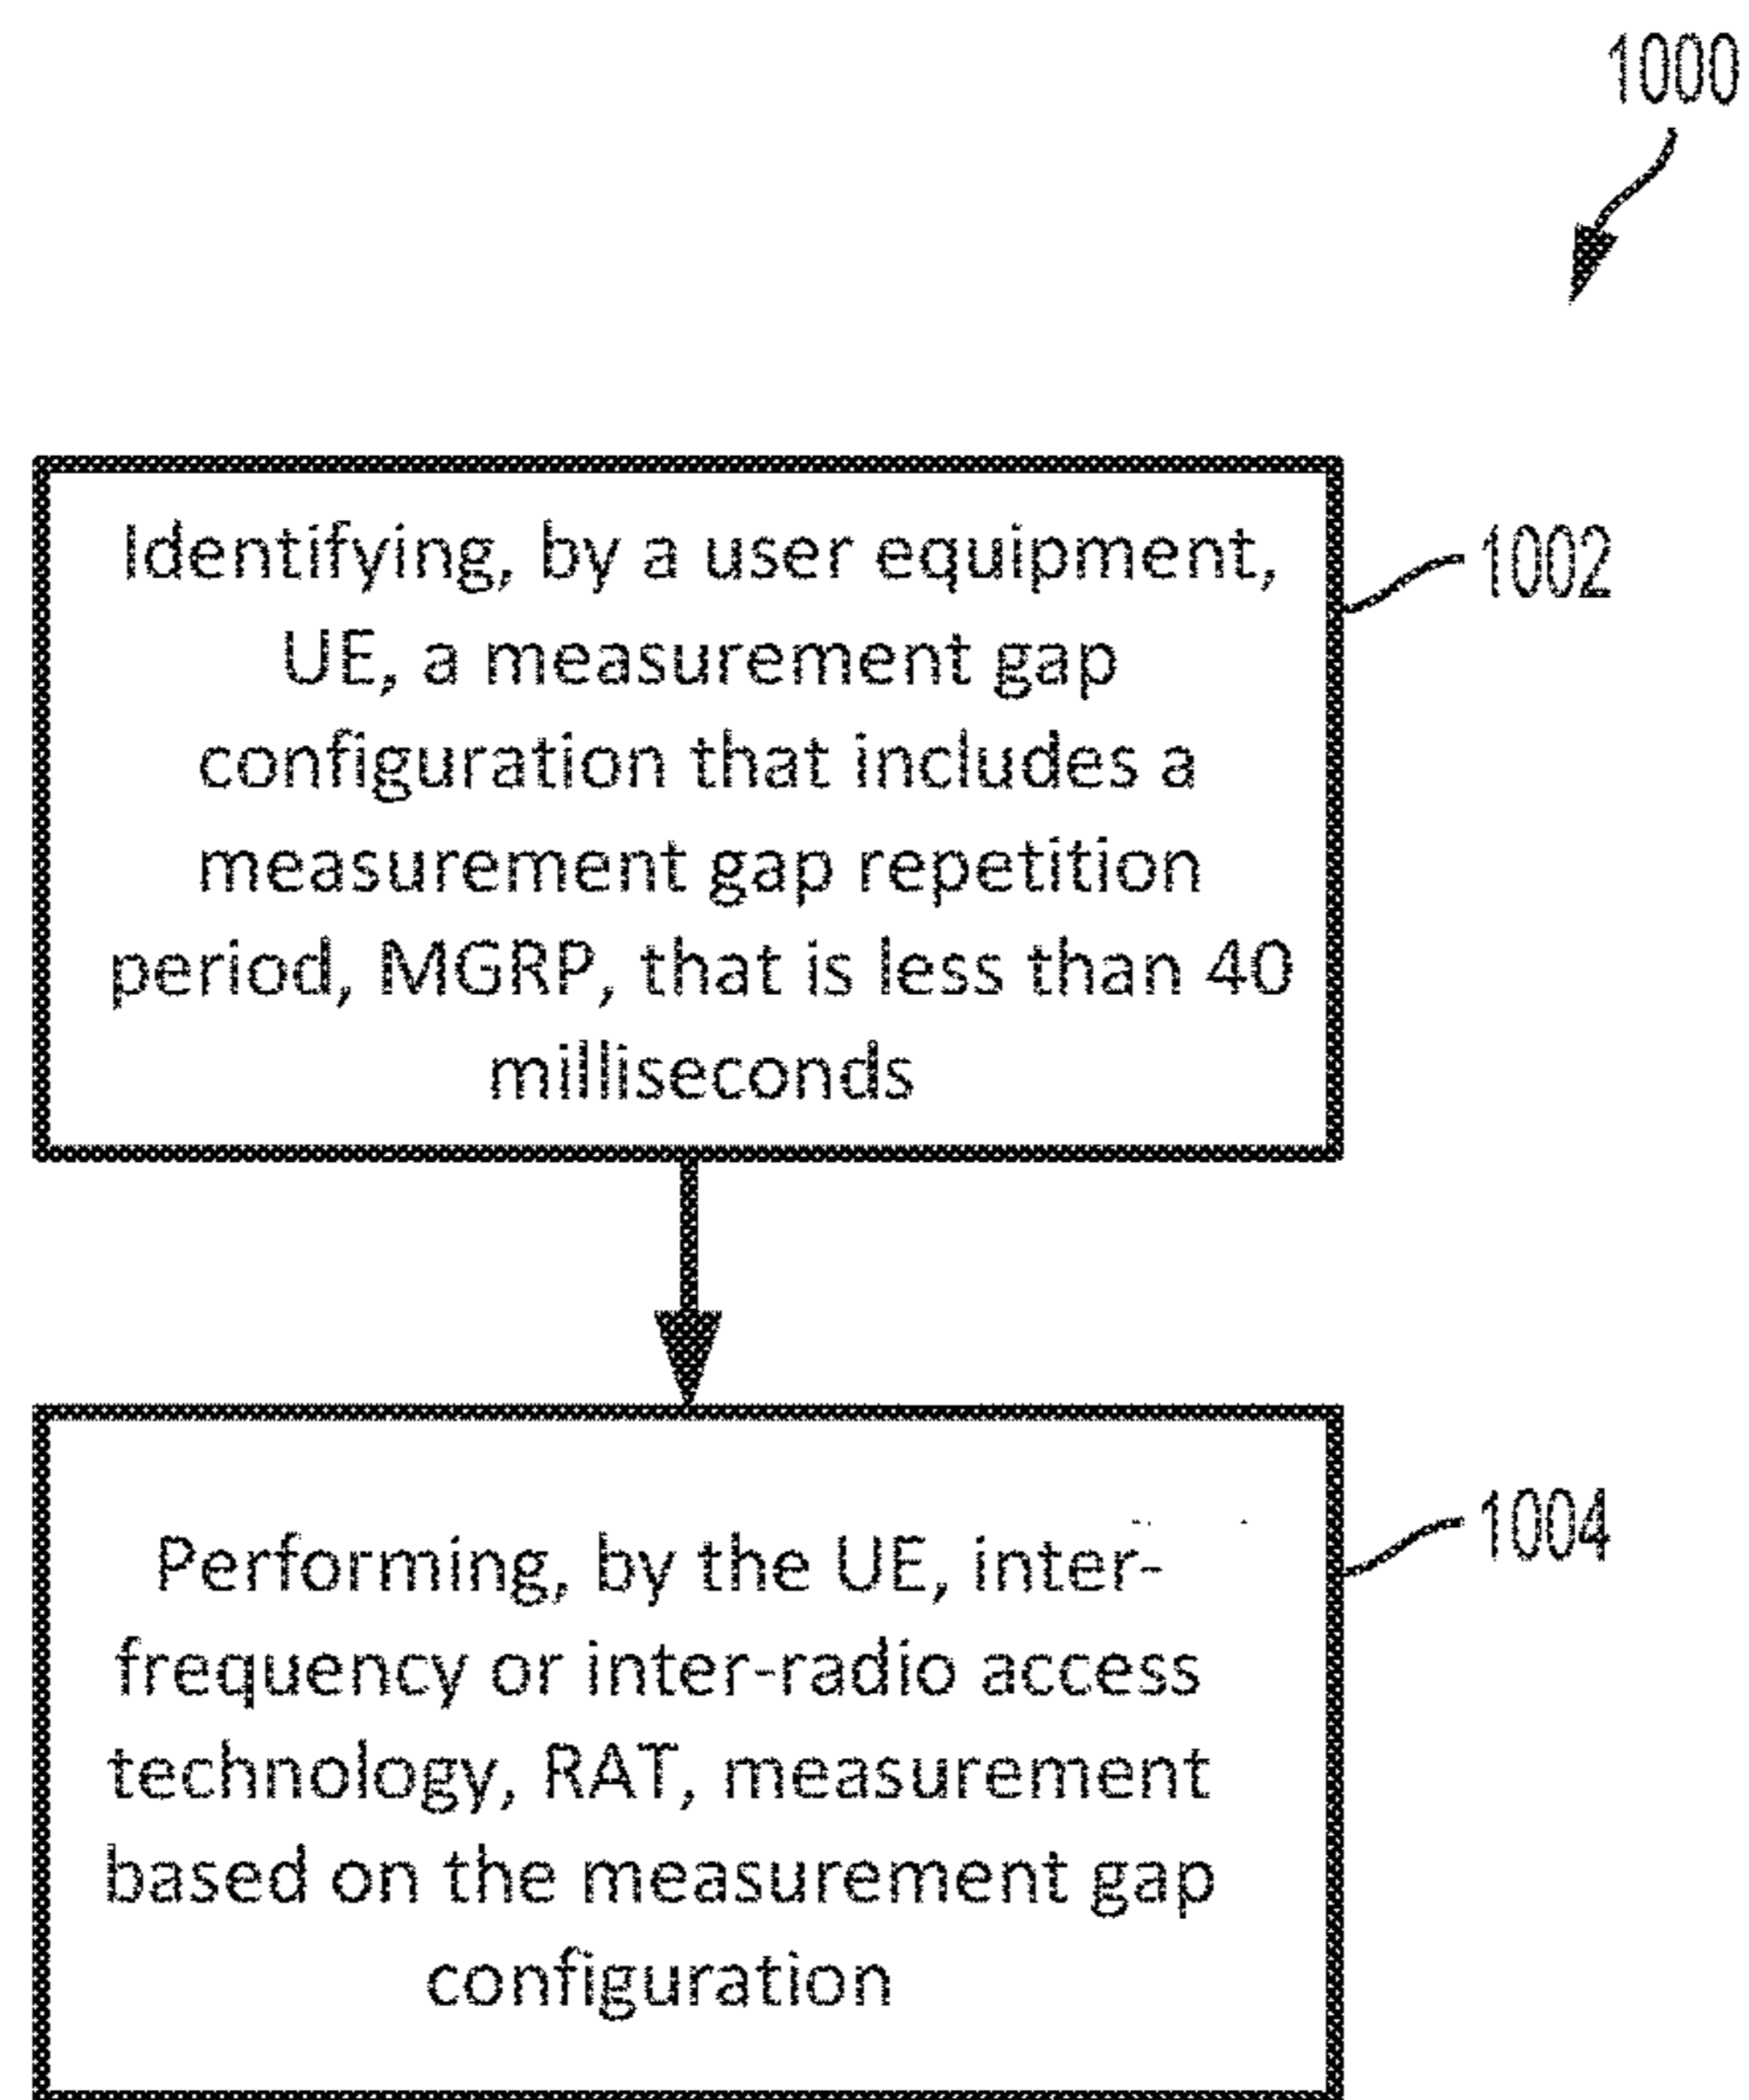 1000
Identifying, by a user equipment,
UE, a measurement gap
configuration that includes a
measurement gap repetition
period, MGRP, that is less than 40
milliseconds
1002
Performing, by the UE, inter-
frequency or inter-radio access
technology, RAT, measurement
based on the measurement gap
configuration
1004